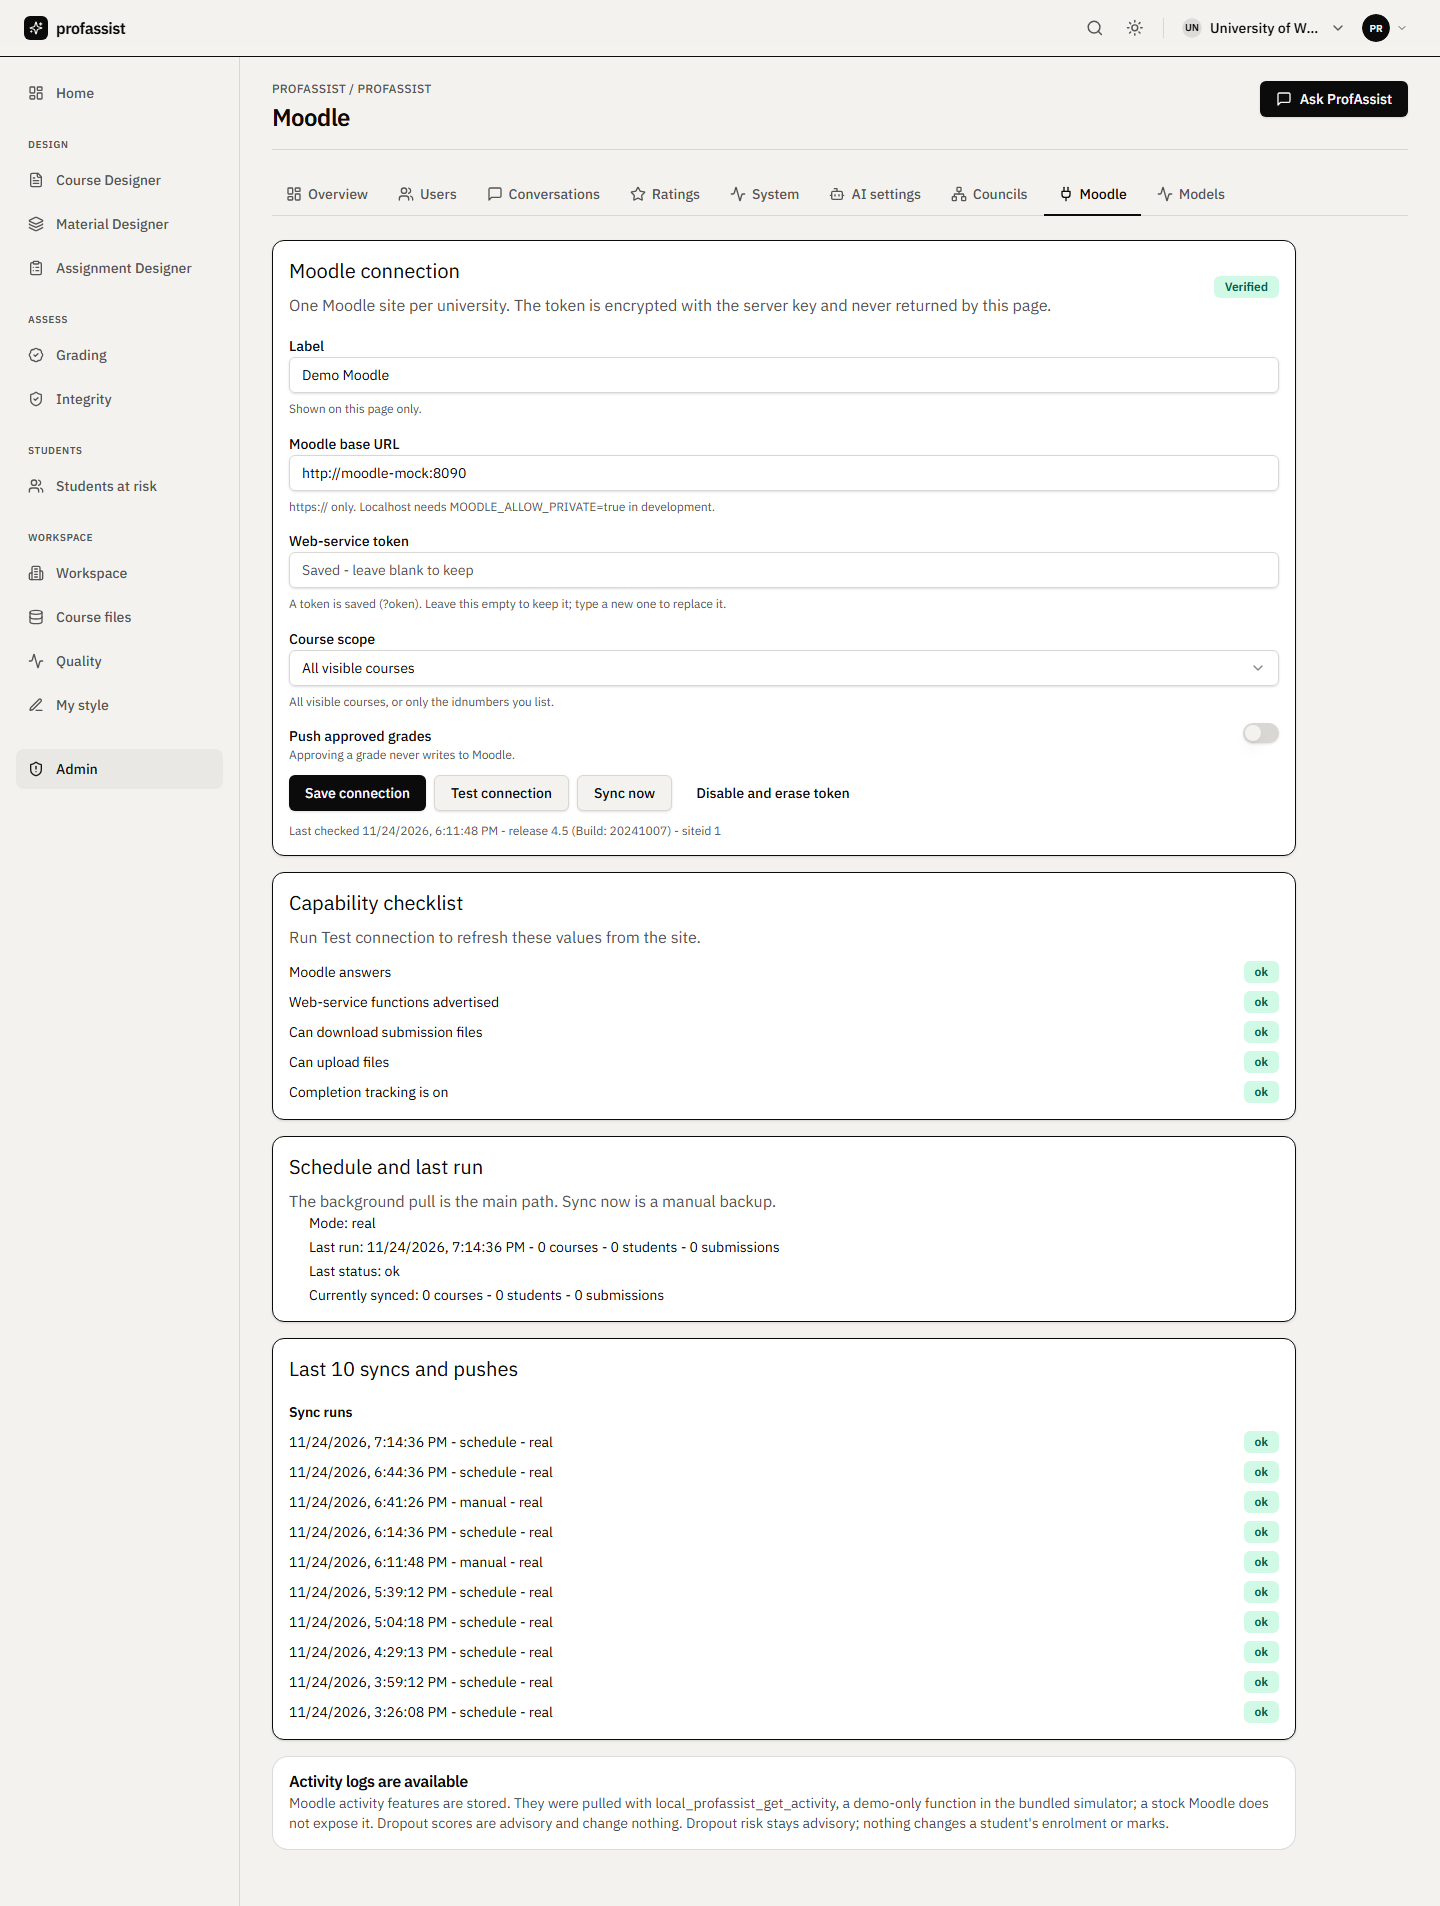 profassist
UN University of W...
PR
Home
DESIGN
Course Designer
Material Designer
Assignment Designer
ASSESS
Grading
Integrity
STUDENTS
Students at risk
WORKSPACE
Workspace
Course files
Quality
My style
Admin
PROFASSIST / PROFASSIST
Moodle
Ask ProfAssist
Overview Users Conversations Ratings System AI settings Councils Moodle Models
Moodle connection
One Moodle site per university. The token is encrypted with the server key and never returned by this page.
Verified
Label
Demo Moodle
Shown on this page only.
Moodle base URL
http://moodle-mock:8090
https:// only. Localhost needs MOODLE_ALLOW_PRIVATE=true in development.
Web-service token
Saved - leave blank to keep
A token is saved (?oken). Leave this empty to keep it; type a new one to replace it.
Course scope
All visible courses
All visible courses, or only the idnumbers you list.
Push approved grades
Approving a grade never writes to Moodle.
Save connection Test connection Sync now Disable and erase token
Last checked 11/24/2026, 6:11:48 PM - release 4.5 (Build: 20241007) - siteid 1
Capability checklist
Run Test connection to refresh these values from the site.
Moodle answers ok
Web-service functions advertised ok
Can download submission files ok
Can upload files ok
Completion tracking is on ok
Schedule and last run
The background pull is the main path. Sync now is a manual backup.
Mode: real
Last run: 11/24/2026, 7:14:36 PM - 0 courses - 0 students - 0 submissions
Last status: ok
Currently synced: 0 courses - 0 students - 0 submissions
Last 10 syncs and pushes
Sync runs
11/24/2026, 7:14:36 PM - schedule - real ok
11/24/2026, 6:44:36 PM - schedule - real ok
11/24/2026, 6:41:26 PM - manual - real ok
11/24/2026, 6:14:36 PM - schedule - real ok
11/24/2026, 6:11:48 PM - manual - real ok
11/24/2026, 5:39:12 PM - schedule - real ok
11/24/2026, 5:04:18 PM - schedule - real ok
11/24/2026, 4:29:13 PM - schedule - real ok
11/24/2026, 3:59:12 PM - schedule - real ok
11/24/2026, 3:26:08 PM - schedule - real ok
Activity logs are available
Moodle activity features are stored. They were pulled with local_profassist_get_activity, a demo-only function in the bundled simulator; a stock Moodle does
not expose it. Dropout scores are advisory and change nothing. Dropout risk stays advisory; nothing changes a student's enrolment or marks.